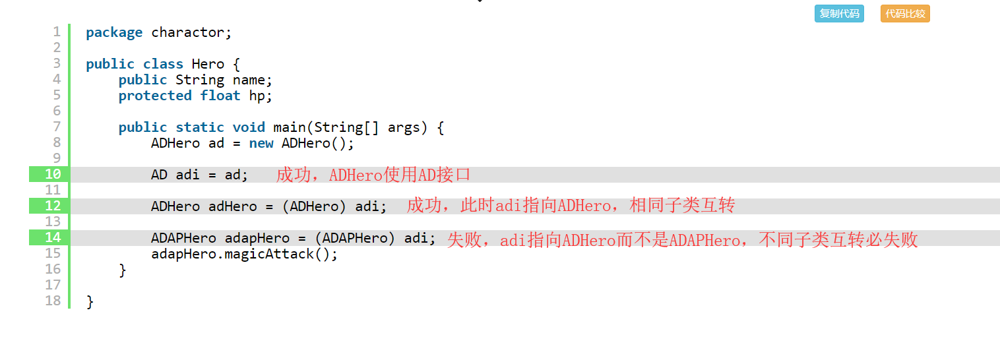 复制代码 代码比较
1 package charactor;
2
3 public class Hero {
4 public String name;
5 protected float hp;
6
7 public static void main(String[] args) {
8 ADHero ad = new ADHero();
9
10 AD adi = ad; 成功，ADHero使用AD接口
11
12 ADHero adHero = (ADHero) adi; 成功，此时adi指向ADHero，相同子类互转
13
14 ADAPHero adapHero = (ADAPHero) adi; 失败，adi指向ADHero而不是ADAPHero，不同子类互转必失败
15 adapHero.magicAttack();
16 }
17
18 }